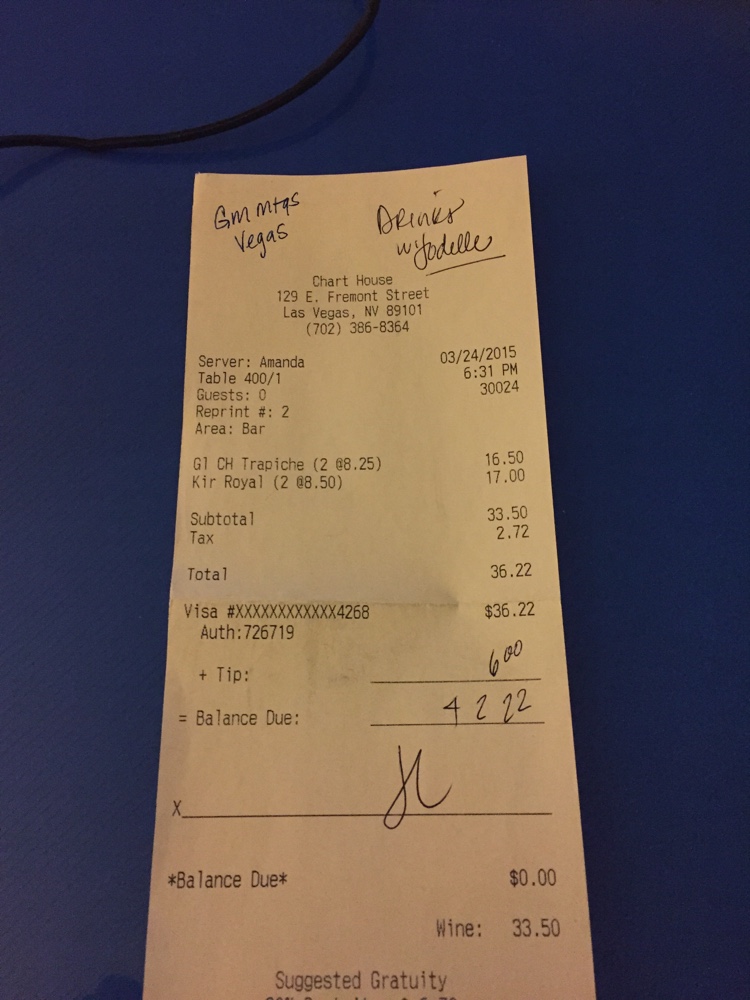 GM Mtgs
Vegas
Drinks
w/ Jodelle
Chart House
129 E. Fremont Street
Las Vegas, NV 89101
(702) 386-8364
Server: Amanda 03/24/2015
Table 400/1 6:31 PM
Guests: 0 30024
Reprint #: 2
Area: Bar
Gl CH Trapiche (2 @8.25) 16.50
Kir Royal (2 @8.50) 17.00
Subtotal 33.50
Tax 2.72
Total 36.22
Visa #XXXXXXXXXXXX4268 $36.22
Auth:726719
+ Tip: 6 00
= Balance Due: 42 22
X
*Balance Due* $0.00
Wine: 33.50
Suggested Gratuity